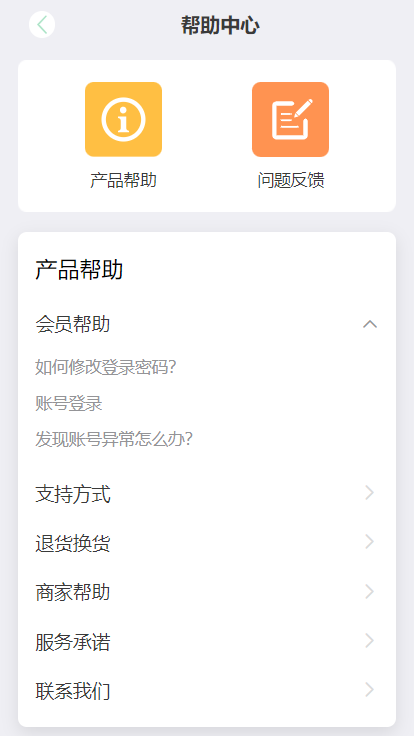 帮助中心
产品帮助
问题反馈
产品帮助
会员帮助
如何修改登录密码?
账号登录
发现账号异常怎么办?
支持方式
退货换货
商家帮助
服务承诺
联系我们